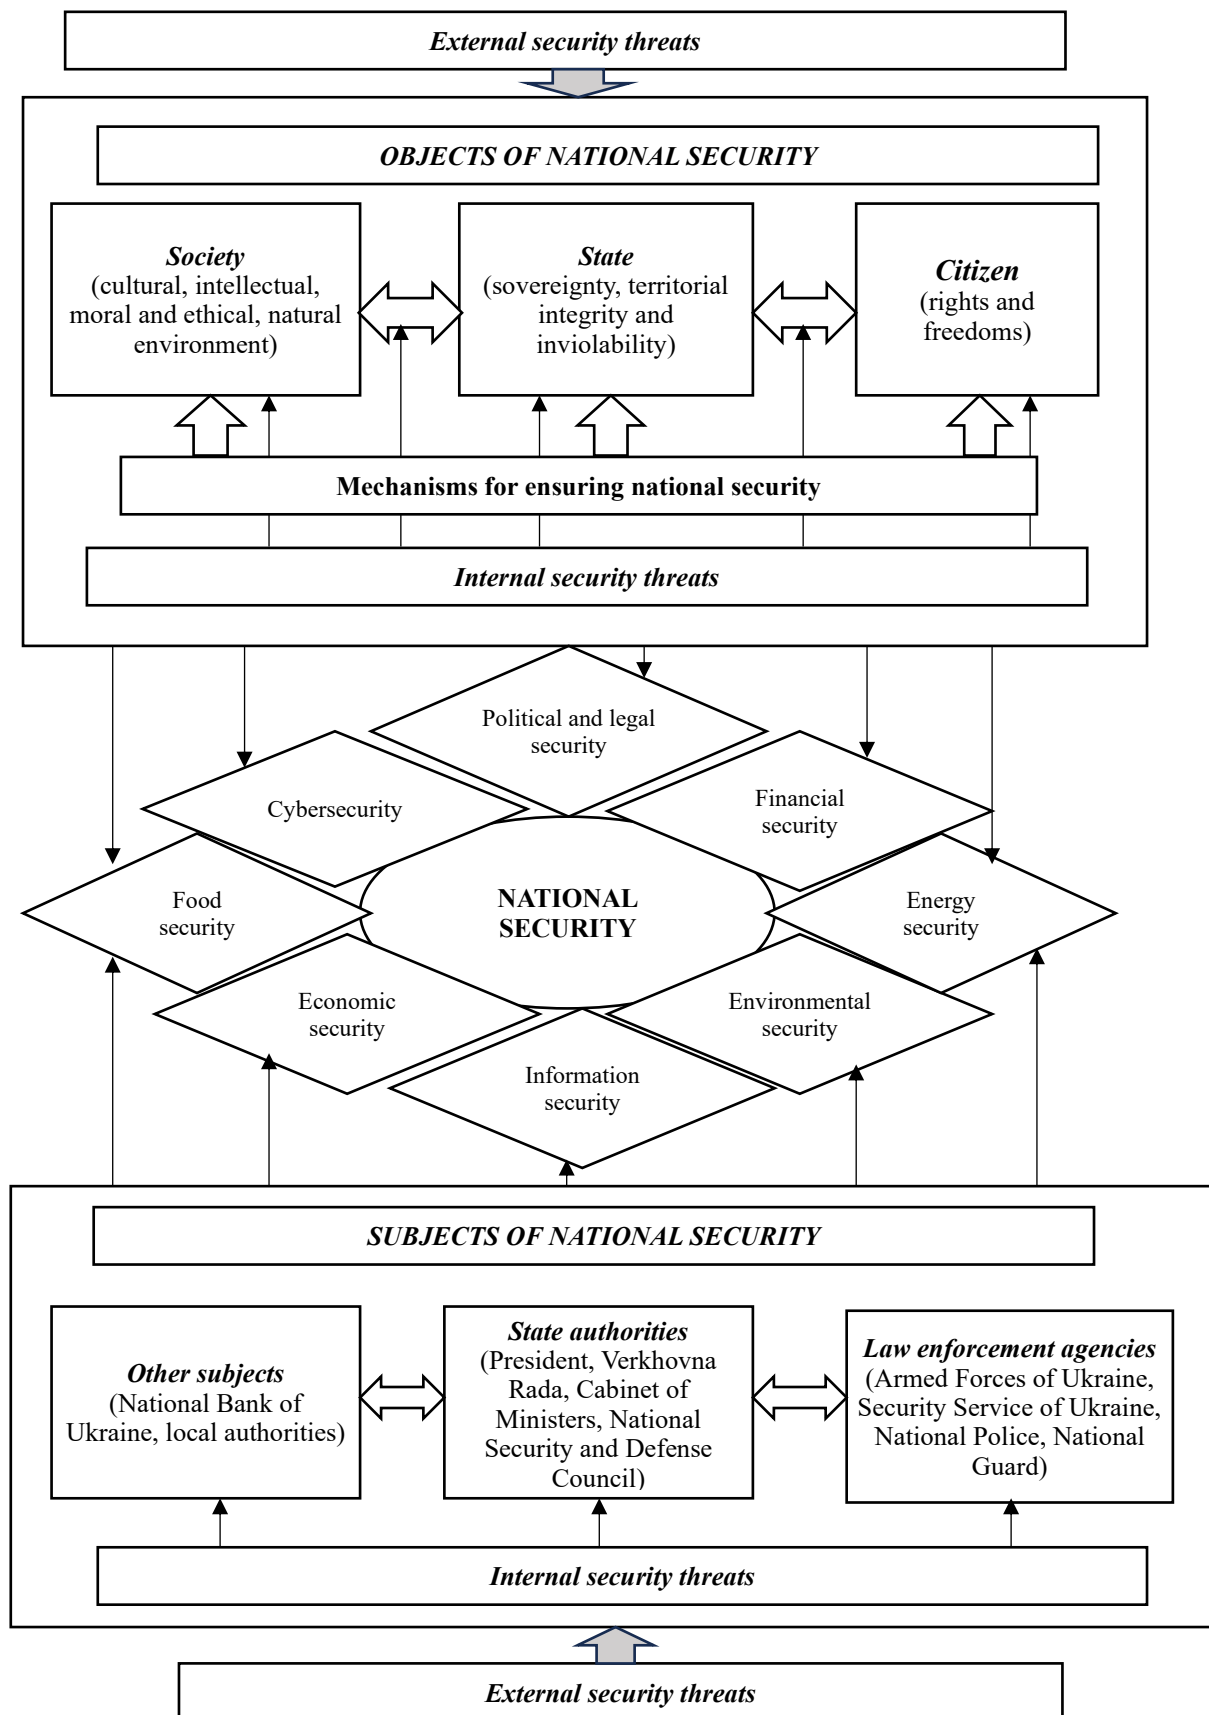 External security threats
OBJECTS OF NATIONAL SECURITY
Society
(cultural, intellectual,
moral and ethical, natural
environment)
State
(sovereignty, territorial
integrity and
inviolability)
Citizen
(rights and
freedoms)
Mechanisms for ensuring national security
Internal security threats
Political and legal
security
Cybersecurity
Financial
security
Food
security
NATIONAL
SECURITY
Energy
security
Economic
security
Environmental
security
Information
security
SUBJECTS OF NATIONAL SECURITY
Other subjects
(National Bank of
Ukraine, local authorities)
State authorities
(President, Verkhovna
Rada, Cabinet of
Ministers, National
Security and Defense
Council)
Law enforcement agencies
(Armed Forces of Ukraine,
Security Service of Ukraine,
National Police, National
Guard)
Internal security threats
External security threats